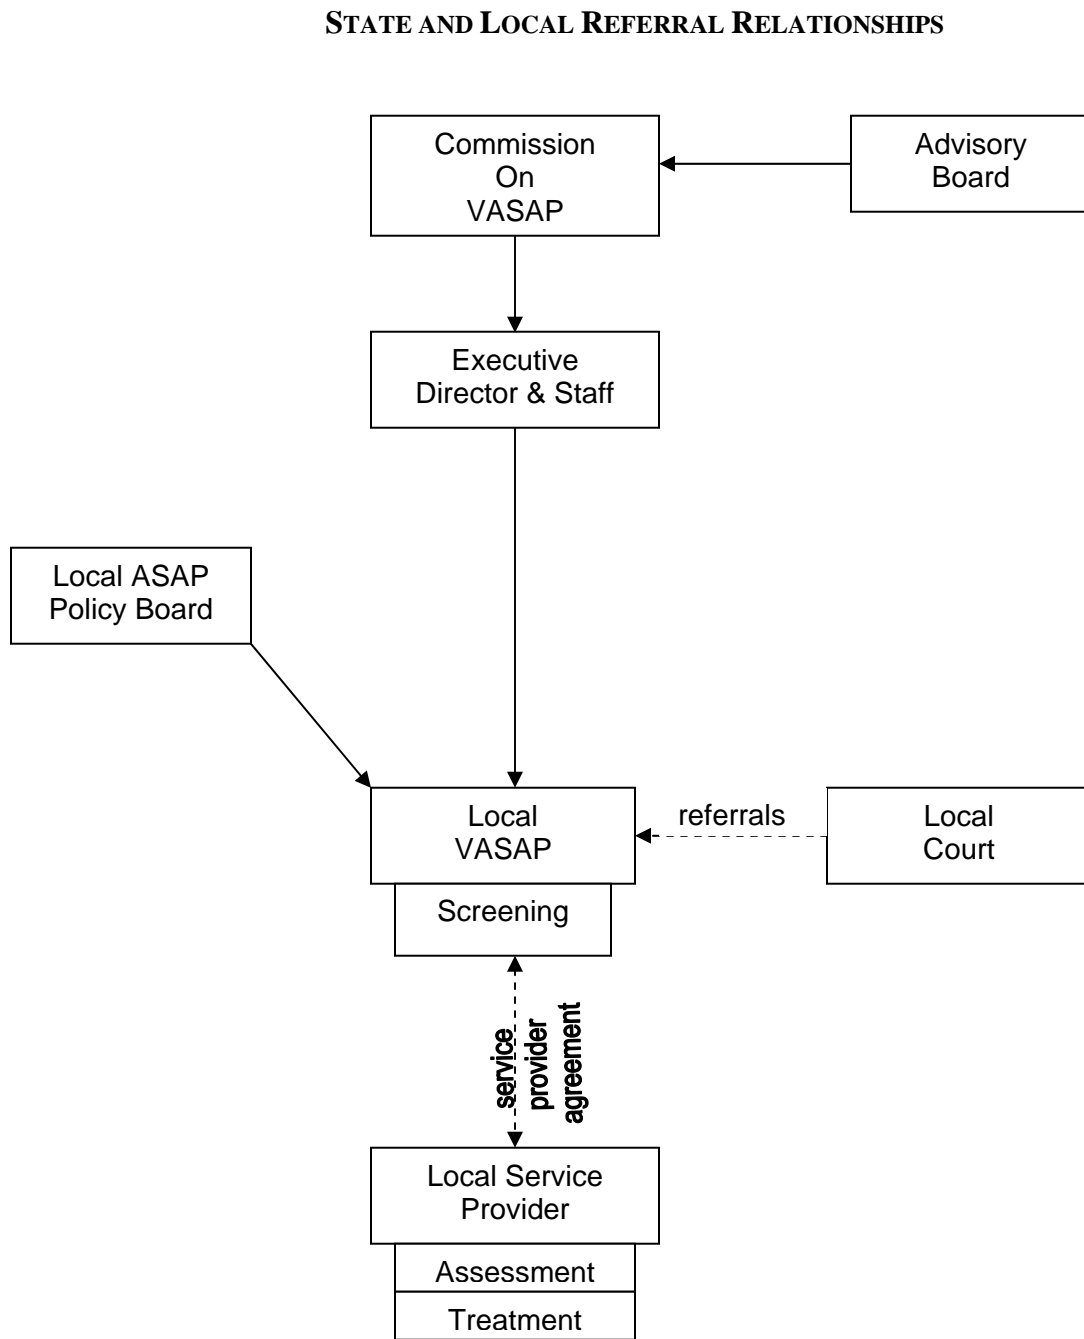 STATE AND LOCAL REFERRAL RELATIONSHIPS
Commission
On
VASAP
Advisory
Board
Executive
Director & Staff
Local ASAP
Policy Board
Local
VASAP
referrals
Local
Court
Screening
service
provider
agreement
Local Service
Provider
Assessment
Treatment